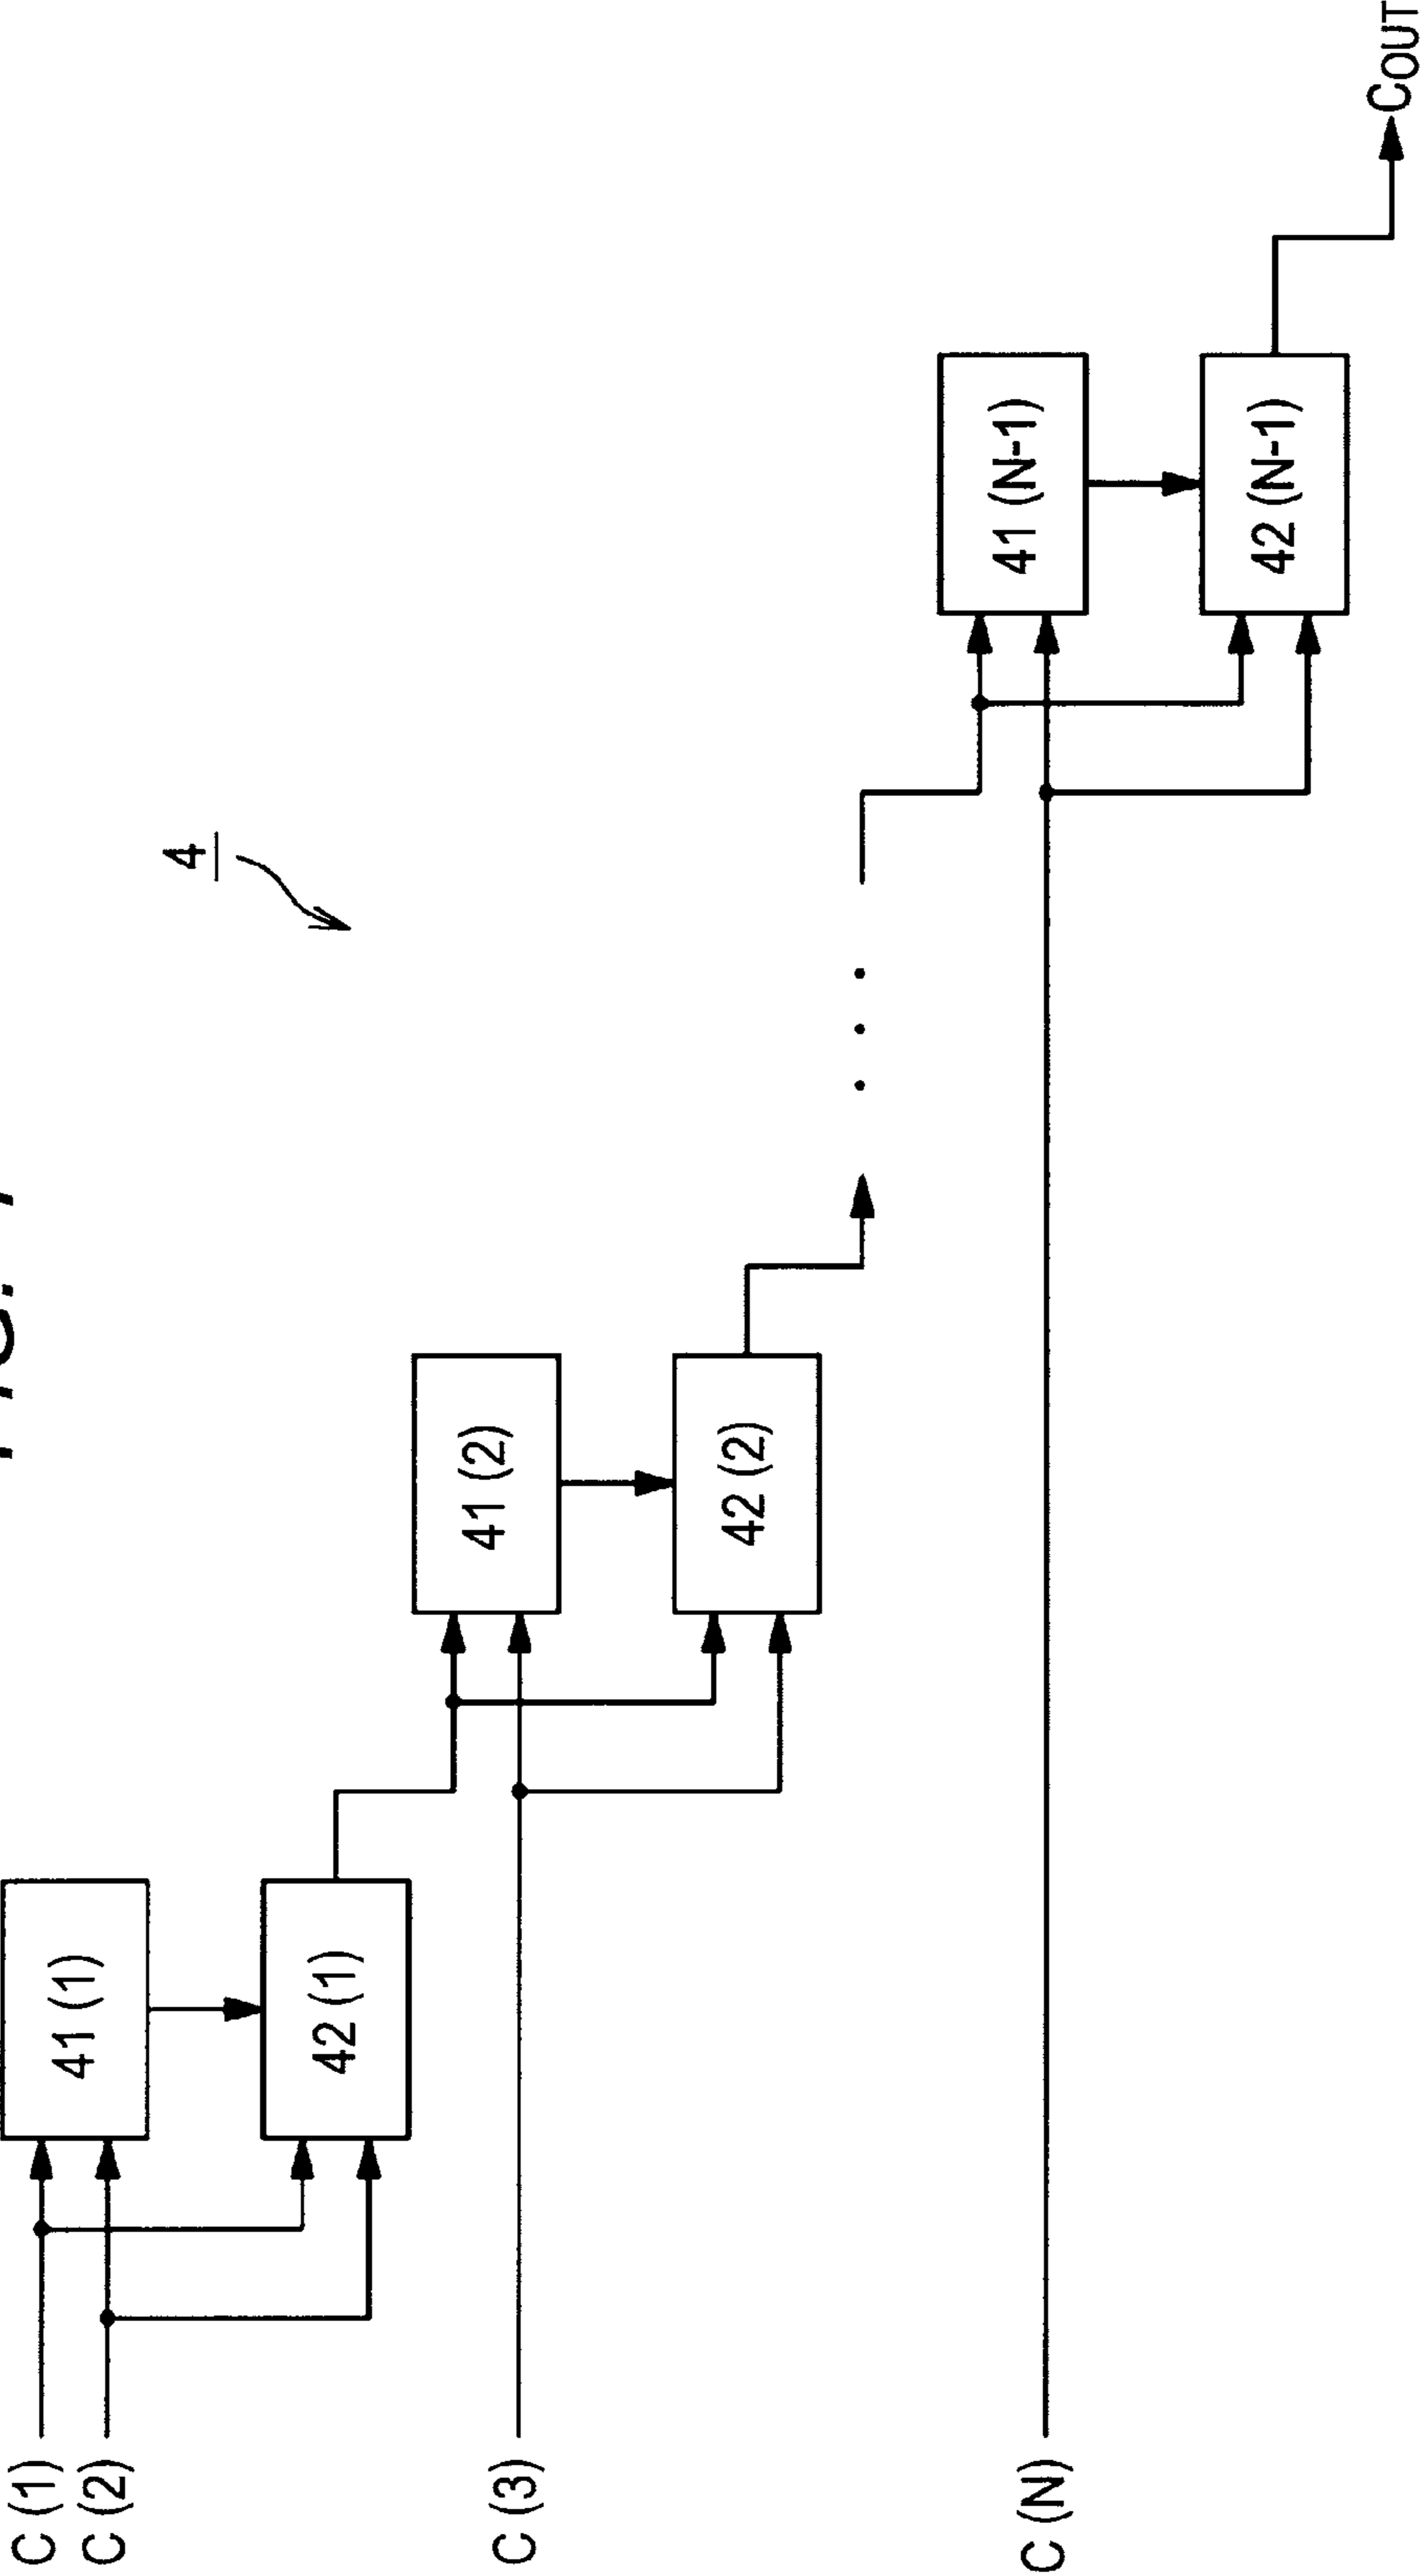 4
C (1)
C (2)
41 (1)
42 (1)
C (3)
41 (2)
42 (2)
C (N)
41 (N-1)
42 (N-1)
COUT